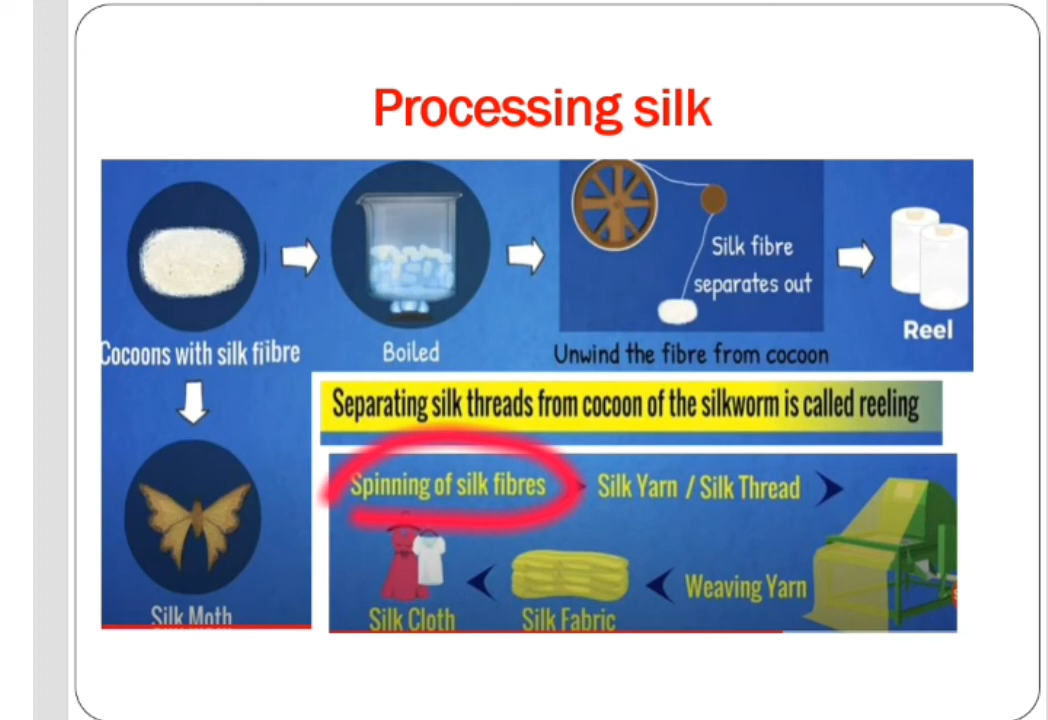 Processing silk
Silk fibre
separates out
Reel
Cocoons with silk fiibre
Boiled
Unwind the fibre from cocoon
Separating silk threads from cocoon of the silkworm is called reeling
Spinning of silk fibres
Silk Yarn / Silk Thread
Weaving Yarn
Silk Cloth
Silk Fabric
Silk Moth